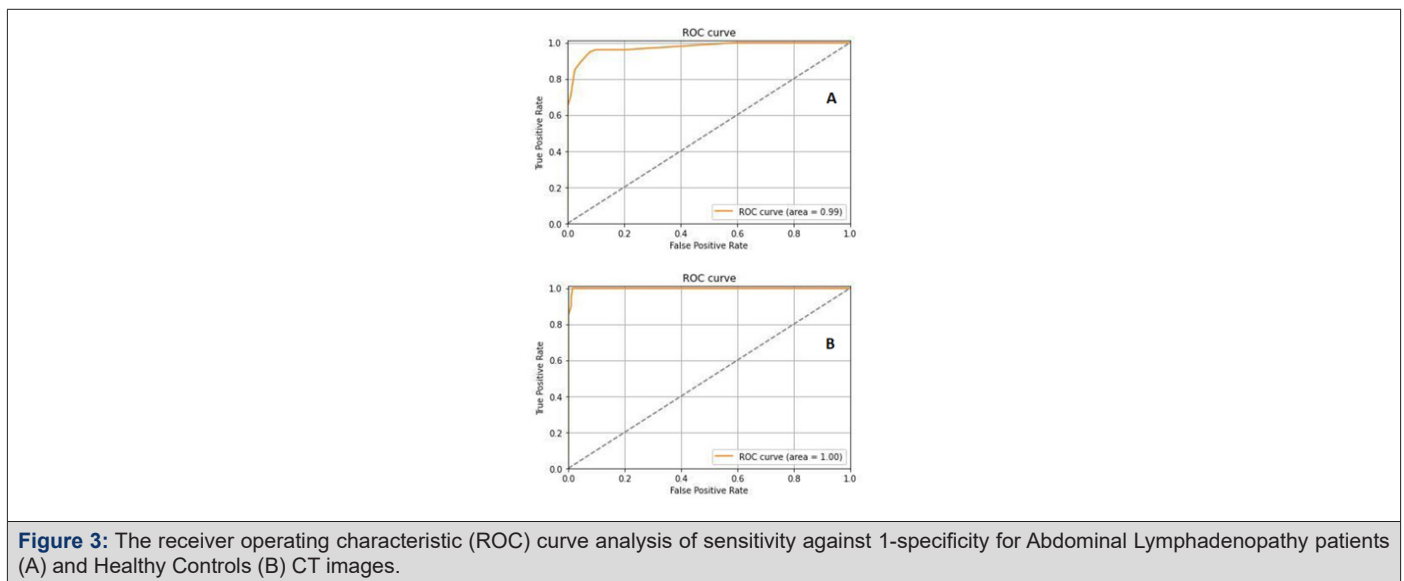 ROC curve
1.0
0.8
0.6
0.4
0.2
0.0
True Positive Rate
A
ROC curve (area = 0.99)
0.0 0.2 0.4 0.6 0.8 1.0
False Positive Rate
ROC curve
1.0
0.8
0.6
0.4
0.2
0.0
True Positive Rate
B
ROC curve (area = 1.00)
0.0 0.2 0.4 0.6 0.8 1.0
False Positive Rate
Figure 3: The receiver operating characteristic (ROC) curve analysis of sensitivity against 1-specificity for Abdominal Lymphadenopathy patients
(A) and Healthy Controls (B) CT images.